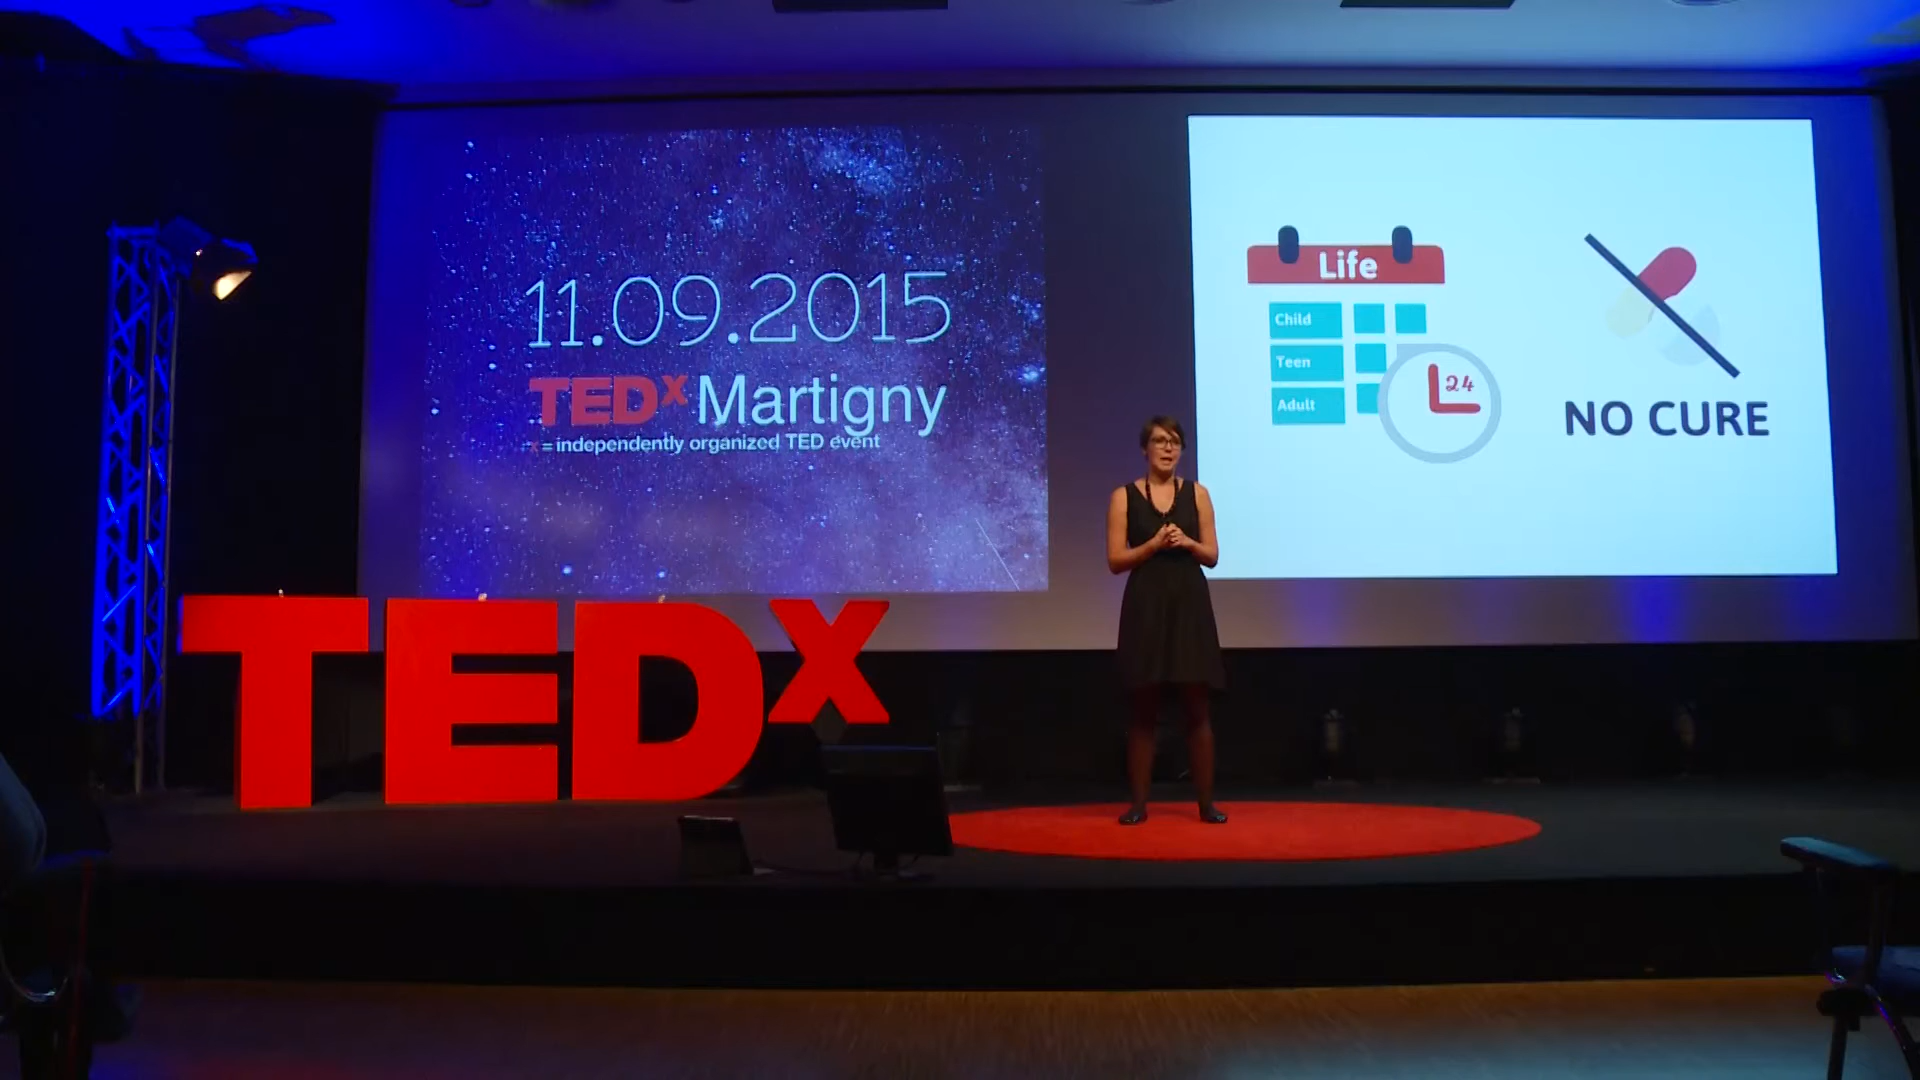 11.09.2015
TEDx Martigny
x = independently organized TED event
Life
Child
Teen
Adult
24
NO CURE
TEDx